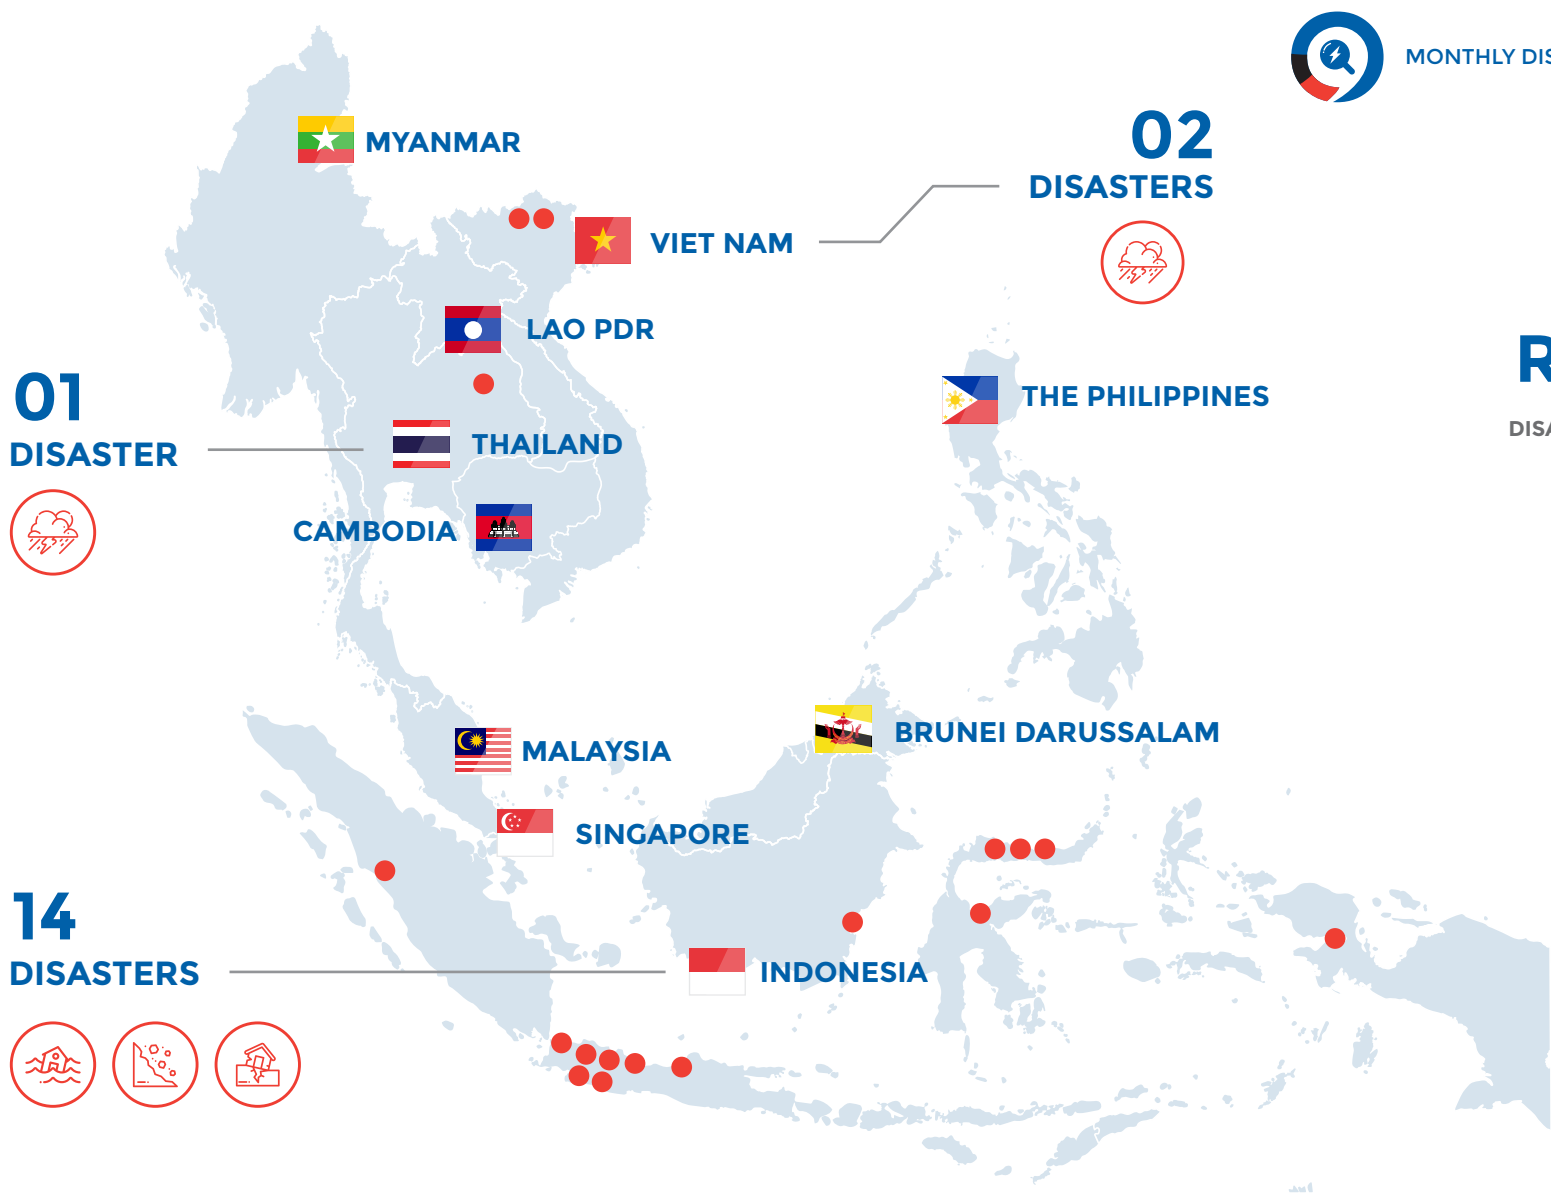 MONTHLY DIS
02
DISASTERS
MYANMAR
VIET NAM
LAO PDR
R
01
DISASTER
THE PHILIPPINES
DISA
THAILAND
CAMBODIA
BRUNEI DARUSSALAM
MALAYSIA
SINGAPORE
14
DISASTERS
INDONESIA